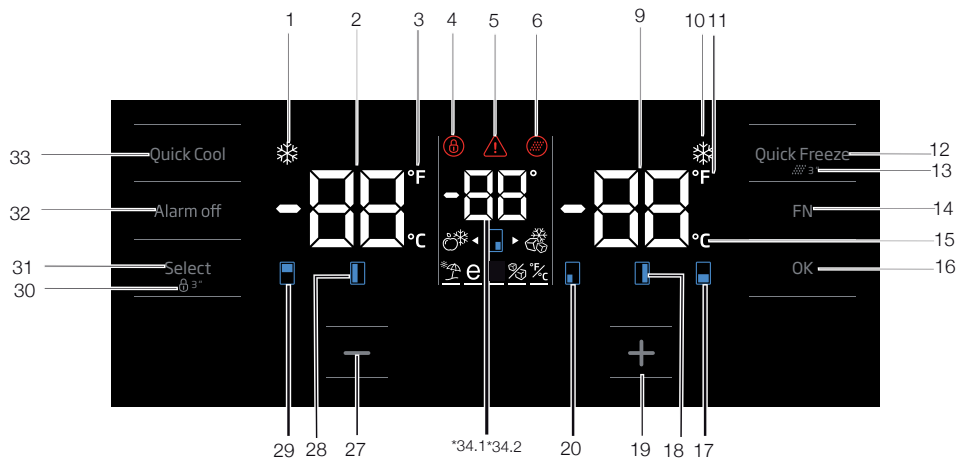 1 2 3 4 5 6 9 10 11
33 Quick Cool -88 °F -88 ° -88 °F Quick Freeze 12
3" 13
32 Alarm off FN 14
°C °C 15
31 Select OK 16
30 3"
e % °F/°C
29 28 27 *34.1*34.2 20 19 18 17